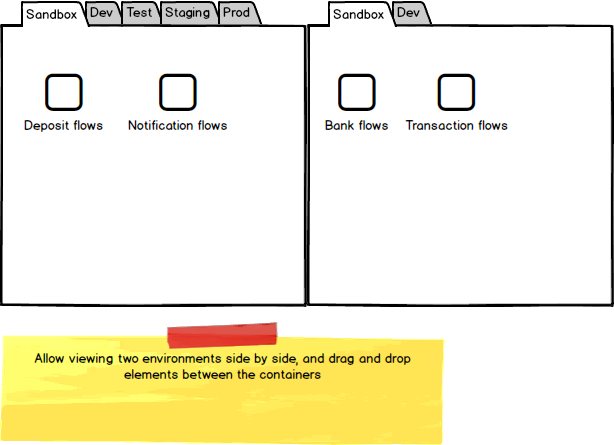 Sandbox Dev Test Staging Prod
Deposit flows Notification flows
Sandbox Dev
Bank flows Transaction flows
Allow viewing two environments side by side, and drag and drop
elements between the containers